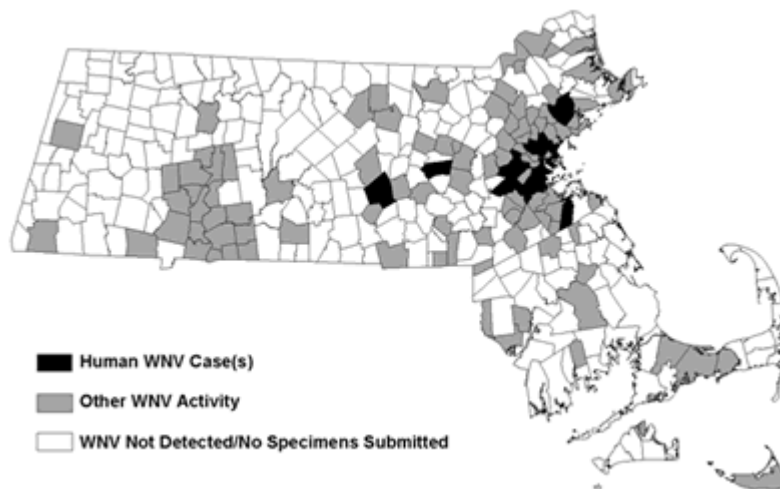 Human WNV Case(s)
Other WNV Activity
WNV Not Detected/No Specimens Submitted